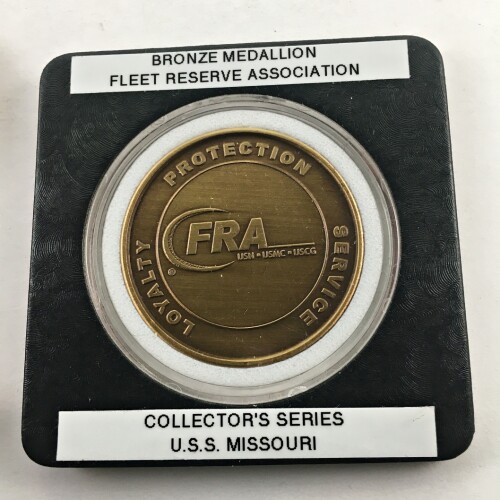 BRONZE MEDALLION
FLEET RESERVE ASSOCIATION
PROTECTION
LOYALTY
SERVICE
FRA
USN • USMC • USCG
®
COLLECTOR'S SERIES
U.S.S. MISSOURI